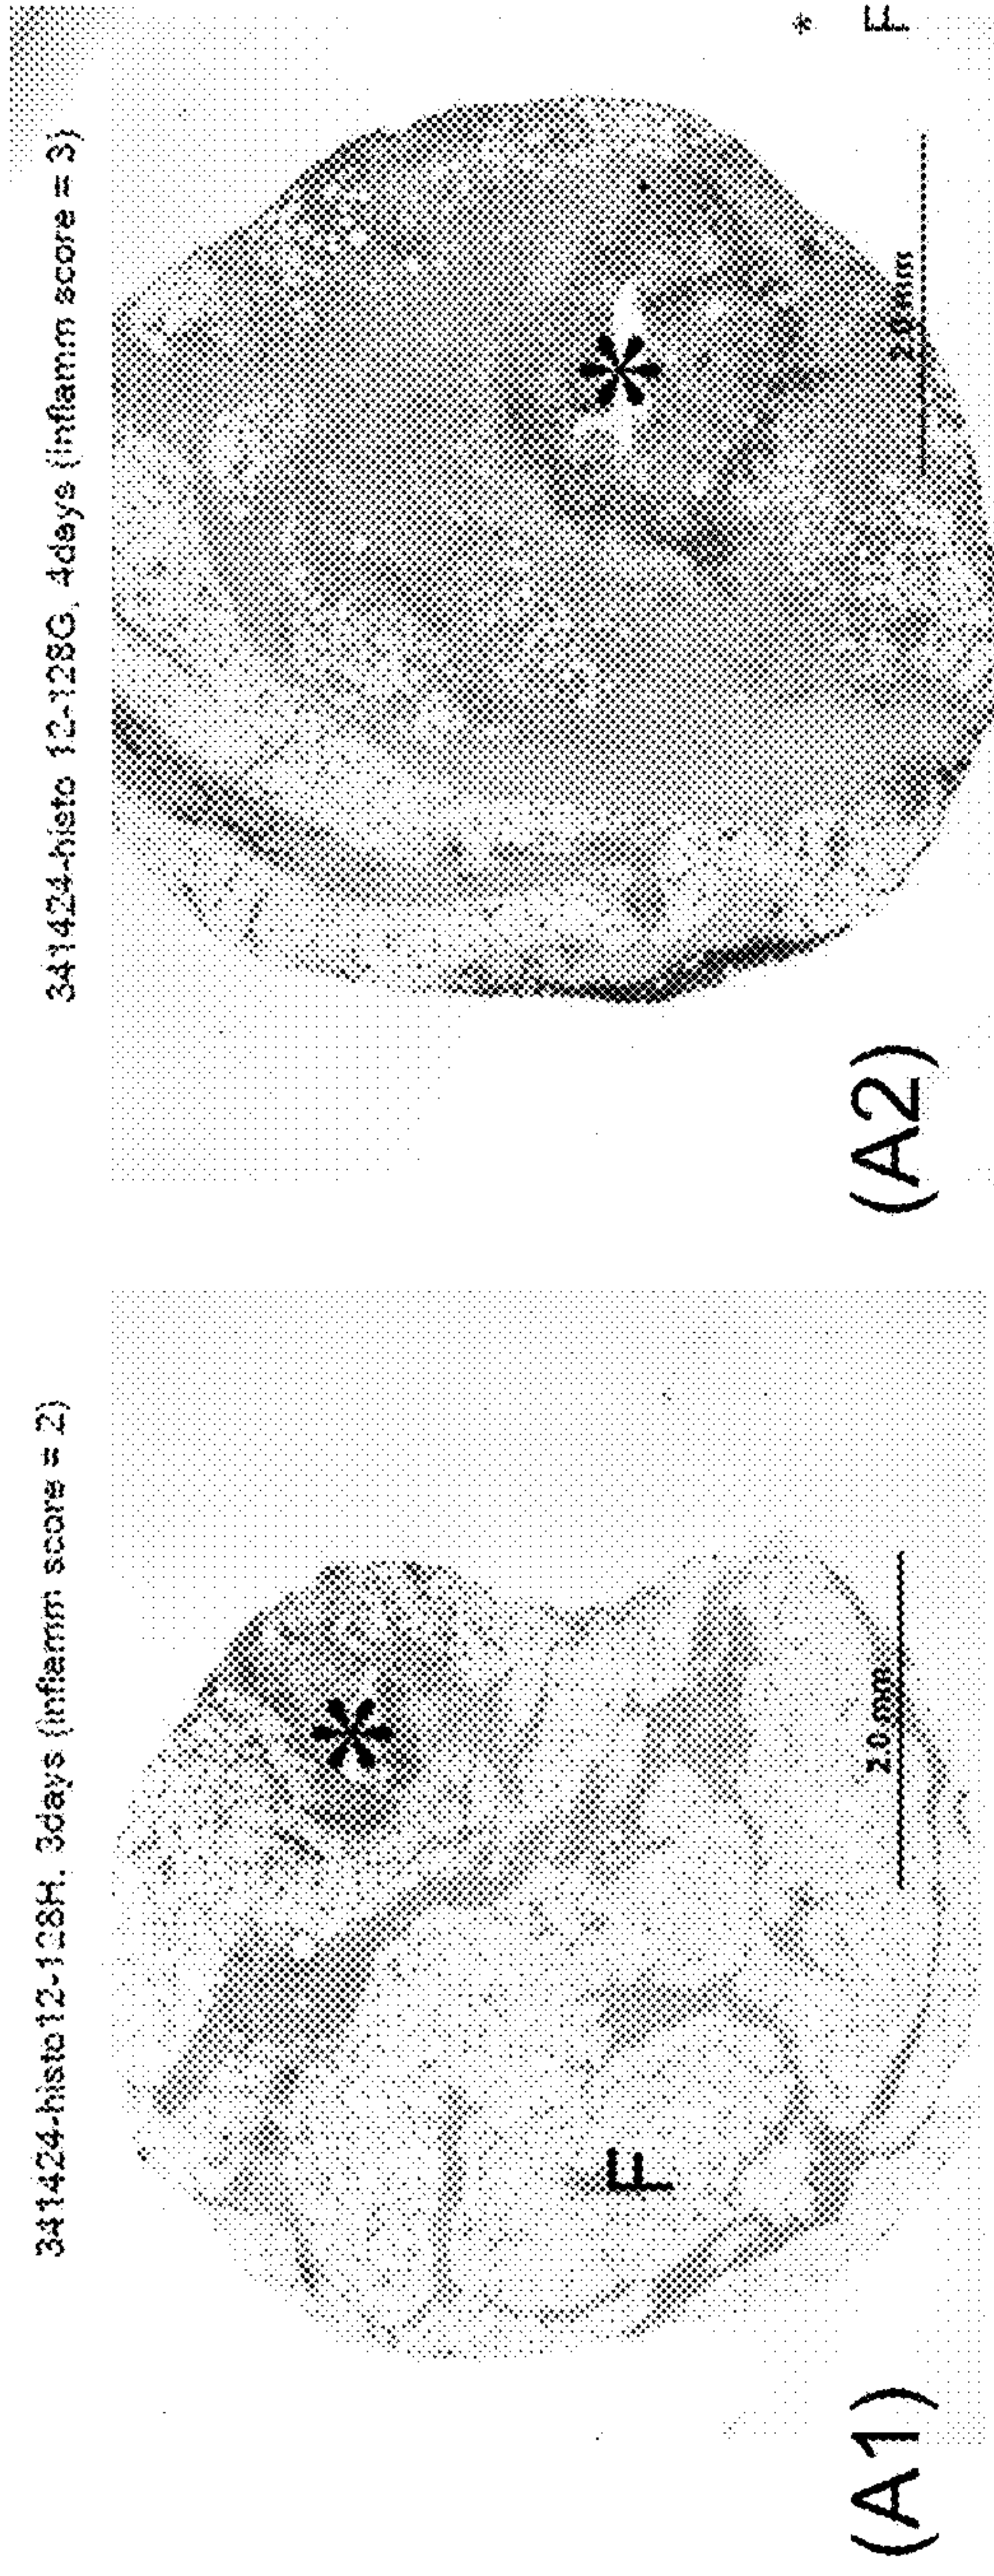 341424-histo12-128H, 3days (inflamm score = 2)
*
F
2.0 mm
(A1)
341424-histo 12-128G, 4days (inflamm score = 3)
*
2.0 mm
(A2)
*
F